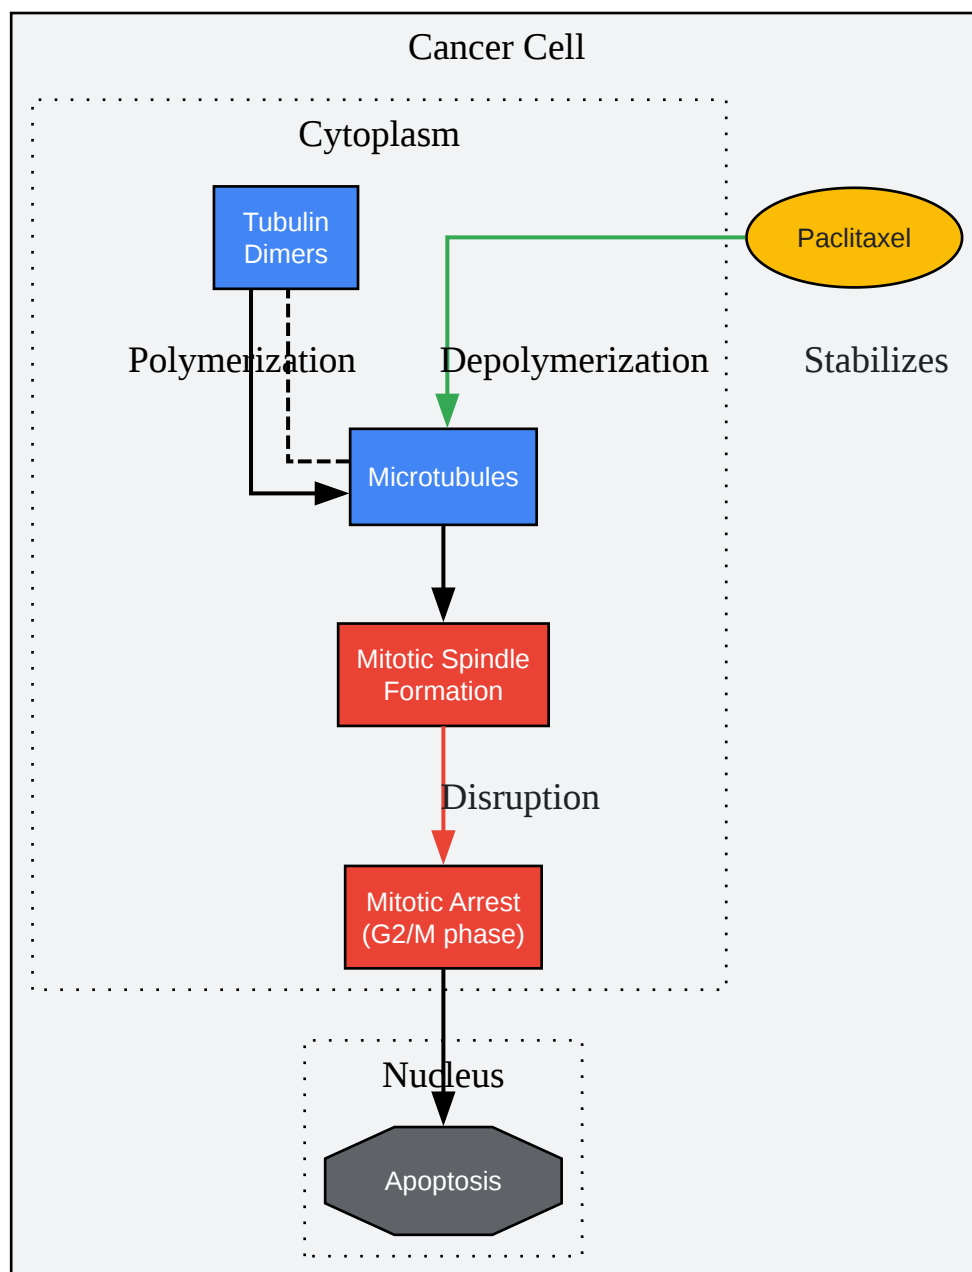 Cancer Cell
Cytoplasm
Tubulin
Dimers
Paclitaxel
Polymerization
Depolymerization
Stabilizes
Microtubules
Mitotic Spindle
Formation
Disruption
Mitotic Arrest
(G2/M phase)
Nucleus
Apoptosis